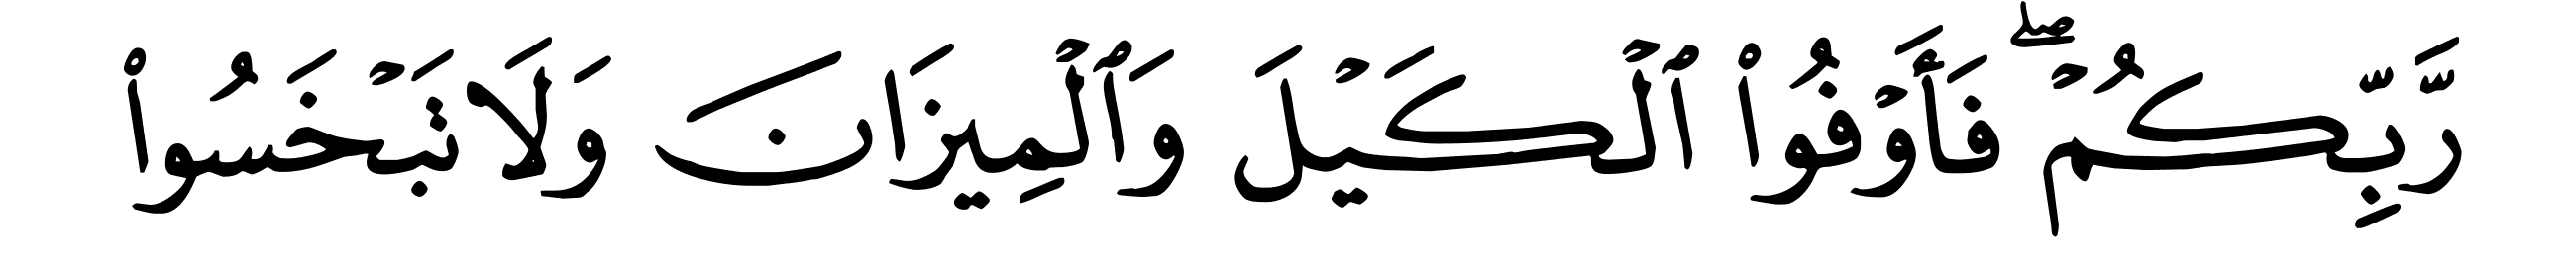 رَّبِّكُمْۖ فَأَوْفُوا۟ ٱلْكَيْلَ وَٱلْمِيزَانَ وَلَا تَبْخَسُوا۟